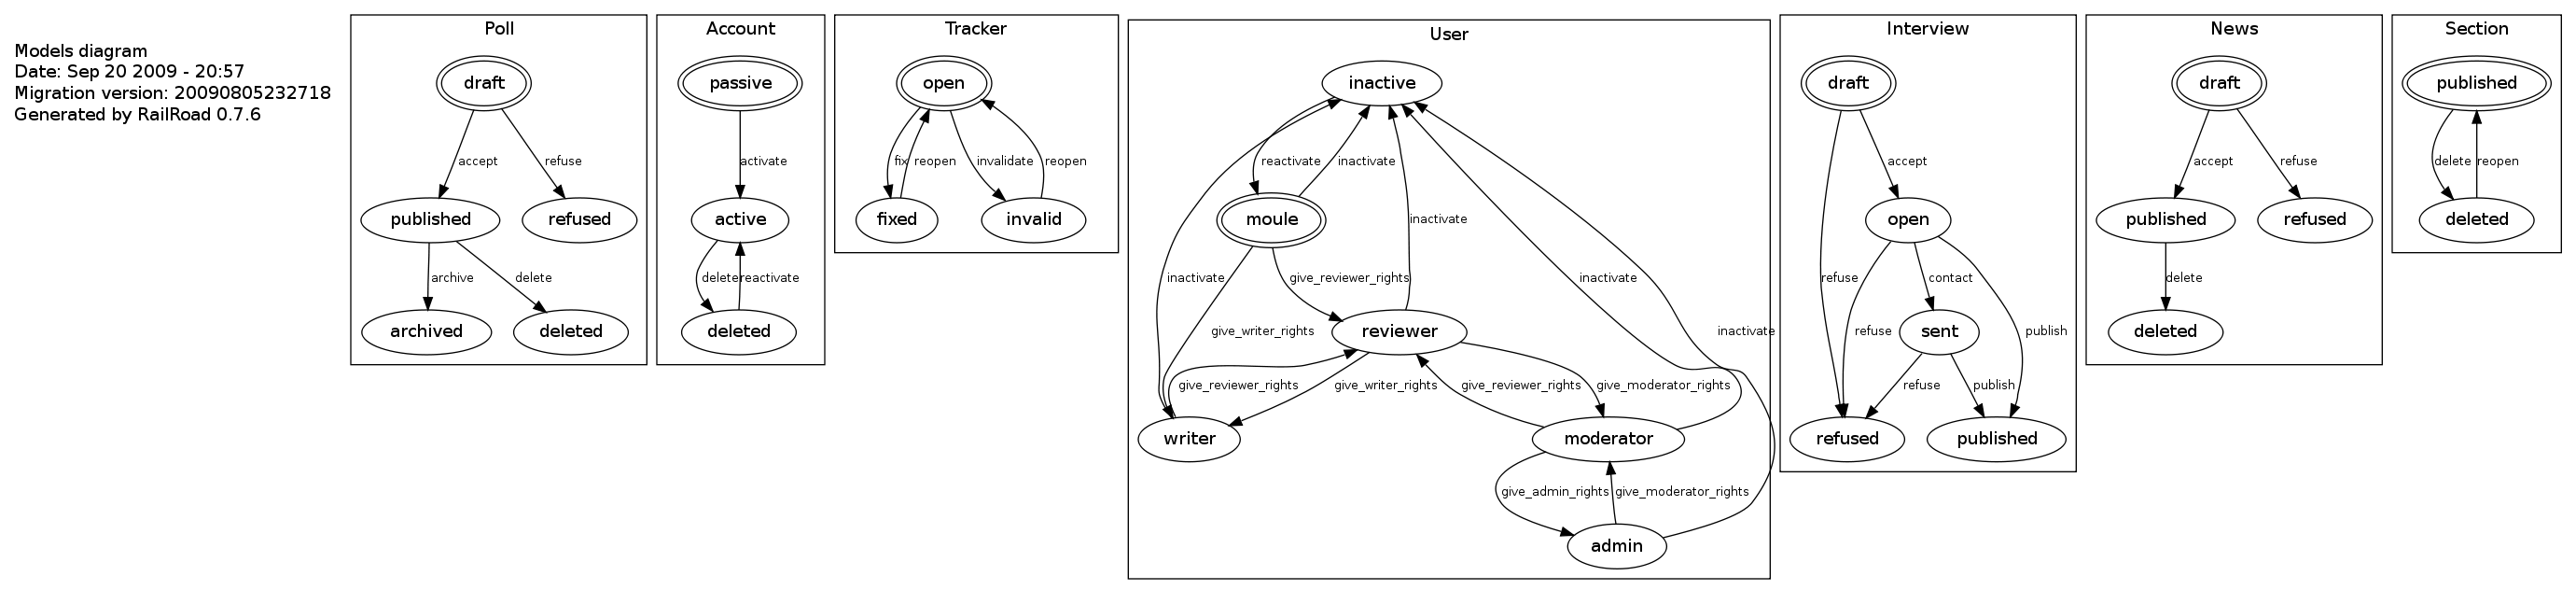 Models diagram
Date: Sep 20 2009 - 20:57
Migration version: 20090805232718
Generated by RailRoad 0.7.6
Poll
draft
accept
refuse
published
refused
archive
delete
archived
deleted
Account
passive
activate
active
delete
reactivate
deleted
Tracker
open
fix
reopen
invalidate
reopen
fixed
invalid
User
inactive
reactivate
inactivate
moule
inactivate
inactivate
give_reviewer_rights
inactivate
give_writer_rights
reviewer
inactivate
give_reviewer_rights
give_writer_rights
give_reviewer_rights
give_moderator_rights
writer
moderator
give_admin_rights
give_moderator_rights
admin
Interview
draft
accept
open
refuse
contact
refuse
sent
publish
refuse
publish
refused
published
News
draft
accept
refuse
published
refused
delete
deleted
Section
published
delete
reopen
deleted